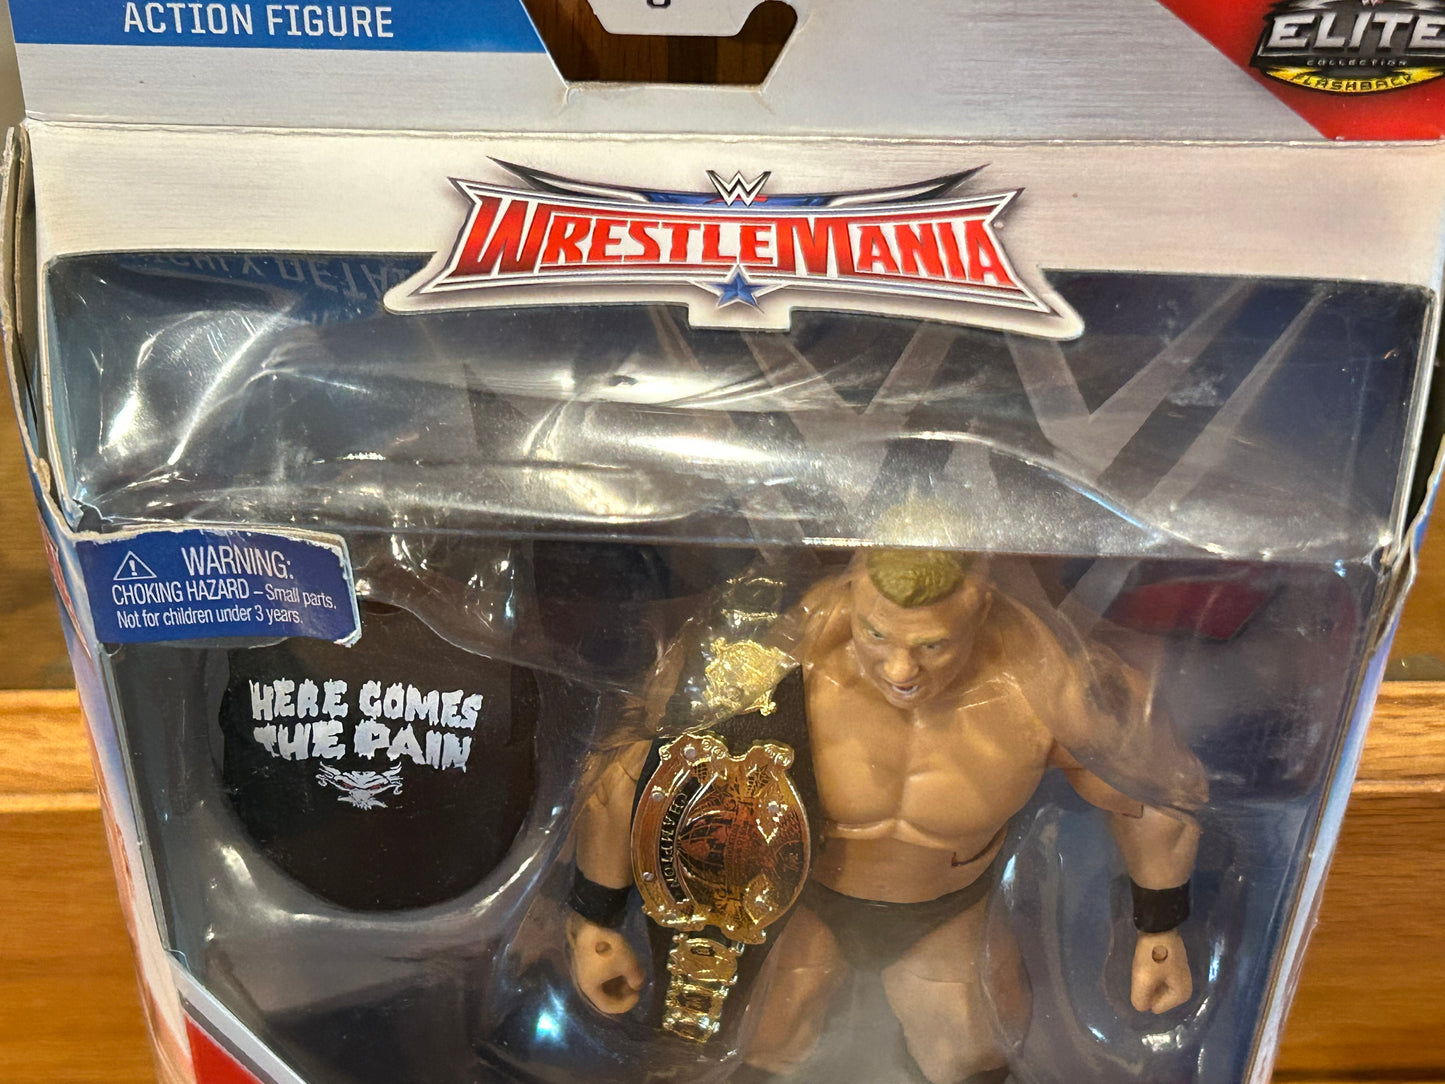 ACTION FIGURE
ELITE
COLLECTION
FLASHBACK
WRESTLEMANIA
WARNING:
CHOKING HAZARD – Small parts.
Not for children under 3 years.
HERE COMES
THE PAIN
CHAMPION